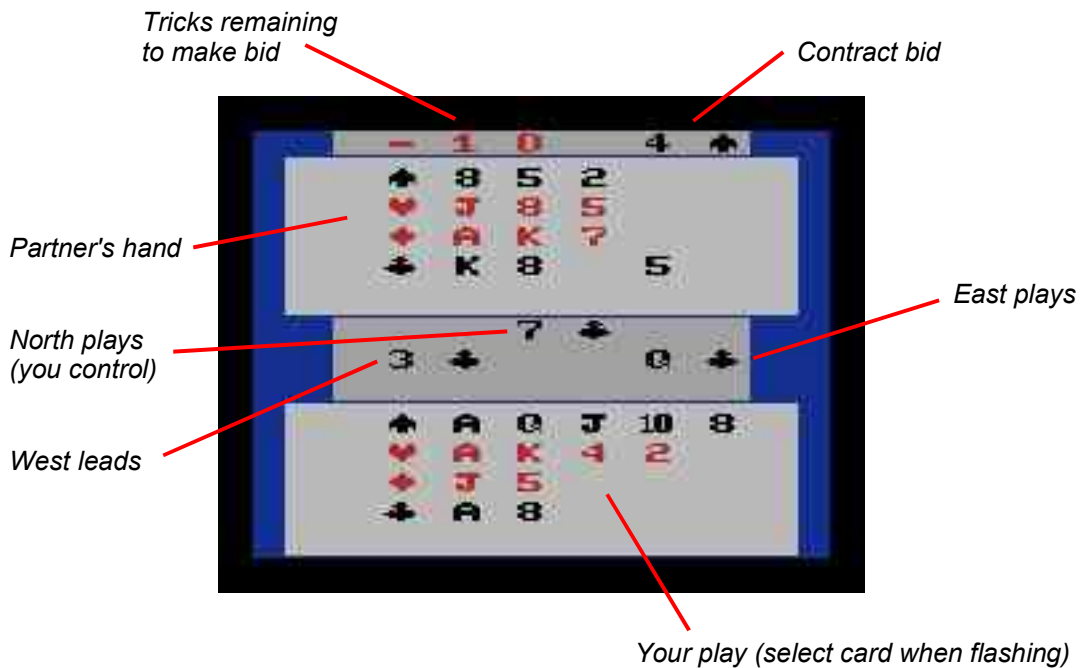 Tricks remaining
to make bid
Contract bid
- 1 0 4 ♠
♠ 8 5 2
♥ J 8 5
♦ A K 7
♣ K 8 5
Partner's hand
East plays
North plays
(you control)
7 ♣
3 ♣ Q ♣
West leads
♠ A Q J 10 8
♥ A K 4 2
♦ J 5
♣ A 8
Your play (select card when flashing)